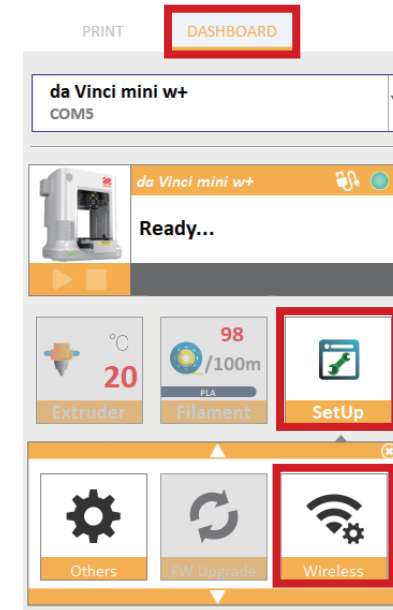 PRINT DASHBOARD
da Vinci mini w+
COM5
da Vinci mini w+
Ready...
°C
20
Extruder
98
/100m
PLA
Filament
SetUp
Others
FW Upgrade
Wireless